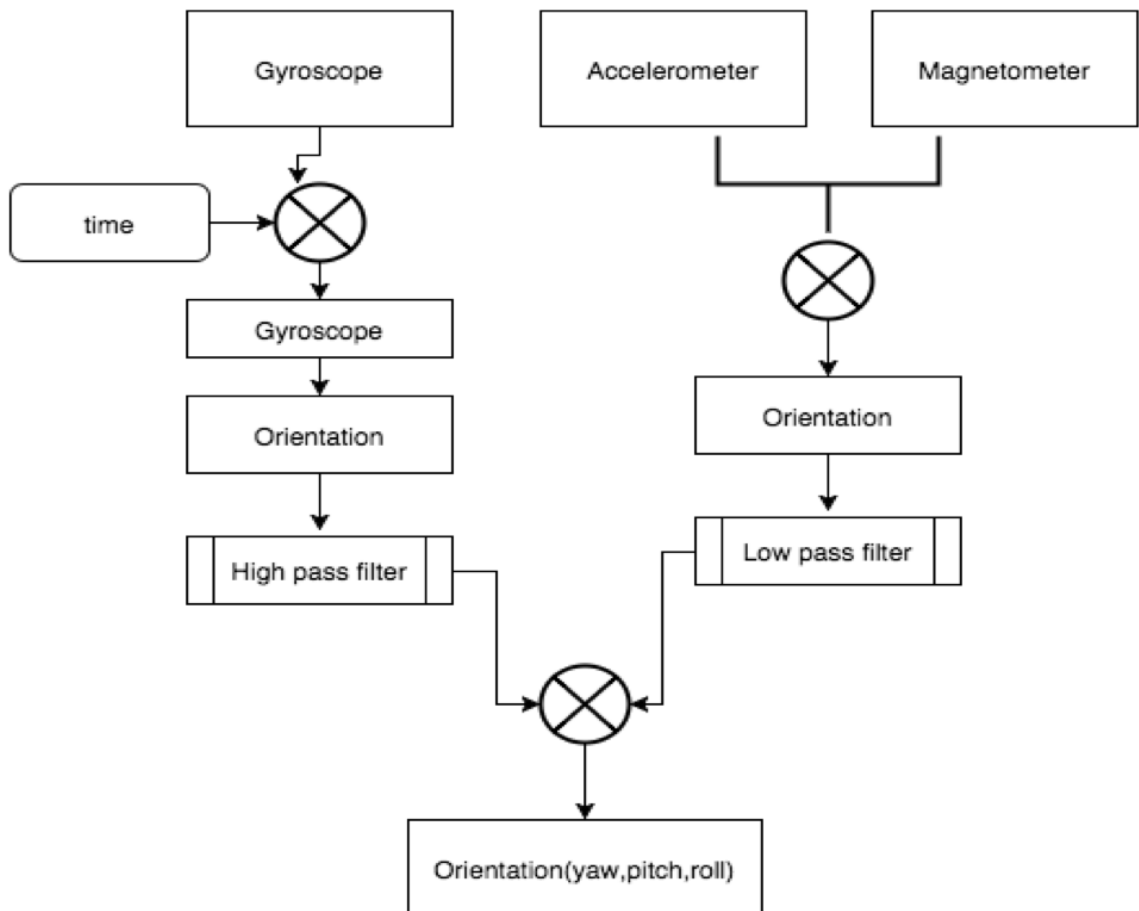 Gyroscope
Accelerometer
Magnetometer
time
Gyroscope
Orientation
Orientation
High pass filter
Low pass filter
Orientation(yaw,pitch,roll)